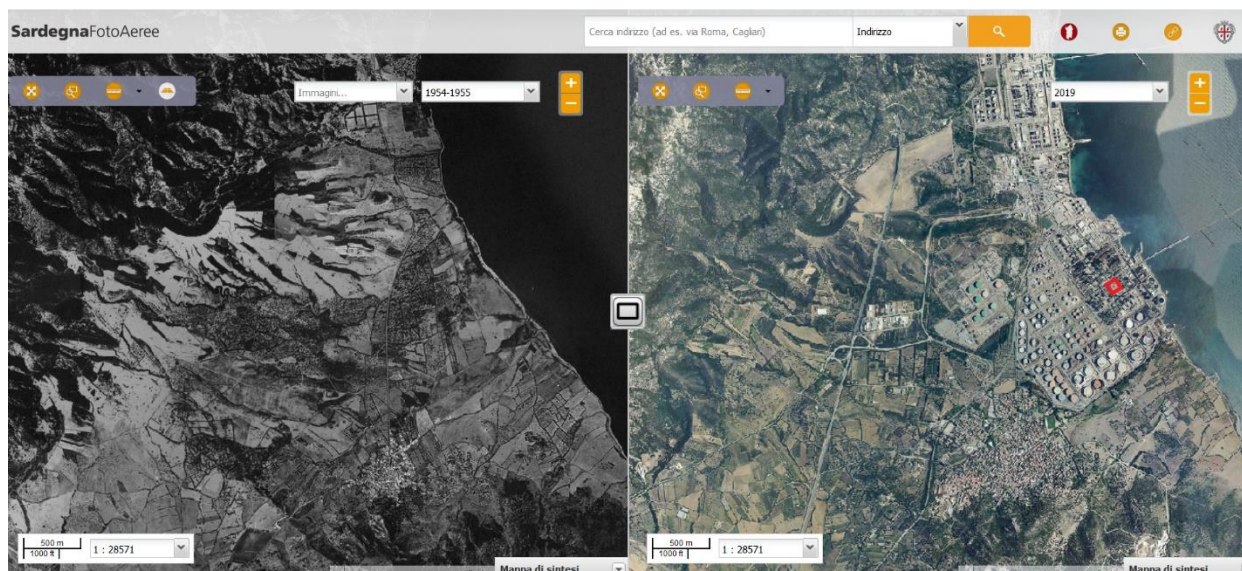 SardegnaFotoAeree
Cerca indirizzo (ad es. via Roma, Cagliari)
Indirizzo
Immagini...
1954-1955
2019
500 m
1000 ft
1 : 28571
Mappa di sintesi
500 m
1000 ft
1 : 28571
Mappa di sintesi